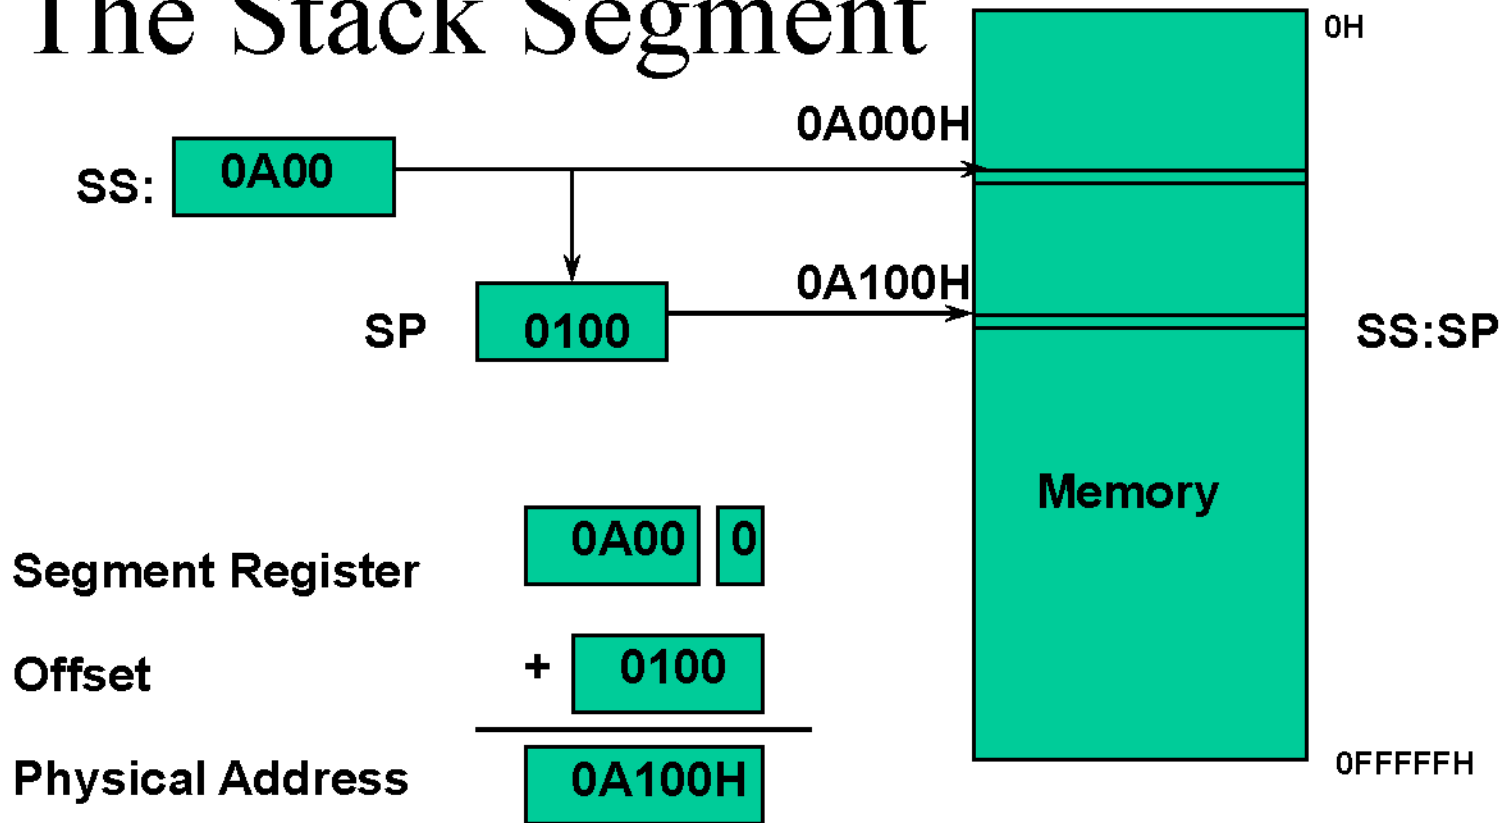 The Stack Segment
0H
0A000H
SS:
0A00
0A100H
SP
0100
SS:SP
Memory
Segment Register
0A00 0
Offset
+ 0100
Physical Address
0A100H
0FFFFFH